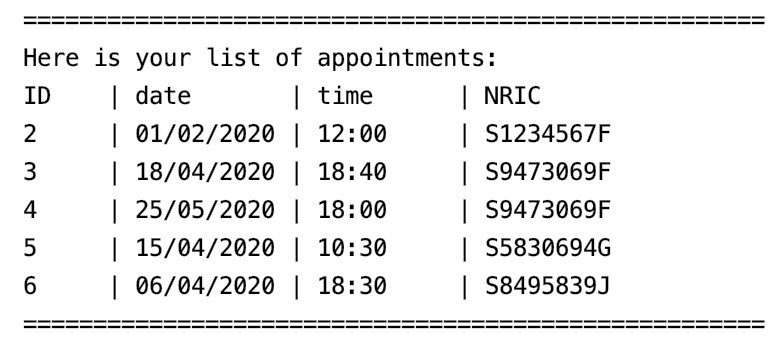 =====================================================
Here is your list of appointments:
ID    | date       | time      | NRIC
2     | 01/02/2020 | 12:00     | S1234567F
3     | 18/04/2020 | 18:40     | S9473069F
4     | 25/05/2020 | 18:00     | S9473069F
5     | 15/04/2020 | 10:30     | S5830694G
6     | 06/04/2020 | 18:30     | S8495839J
=====================================================